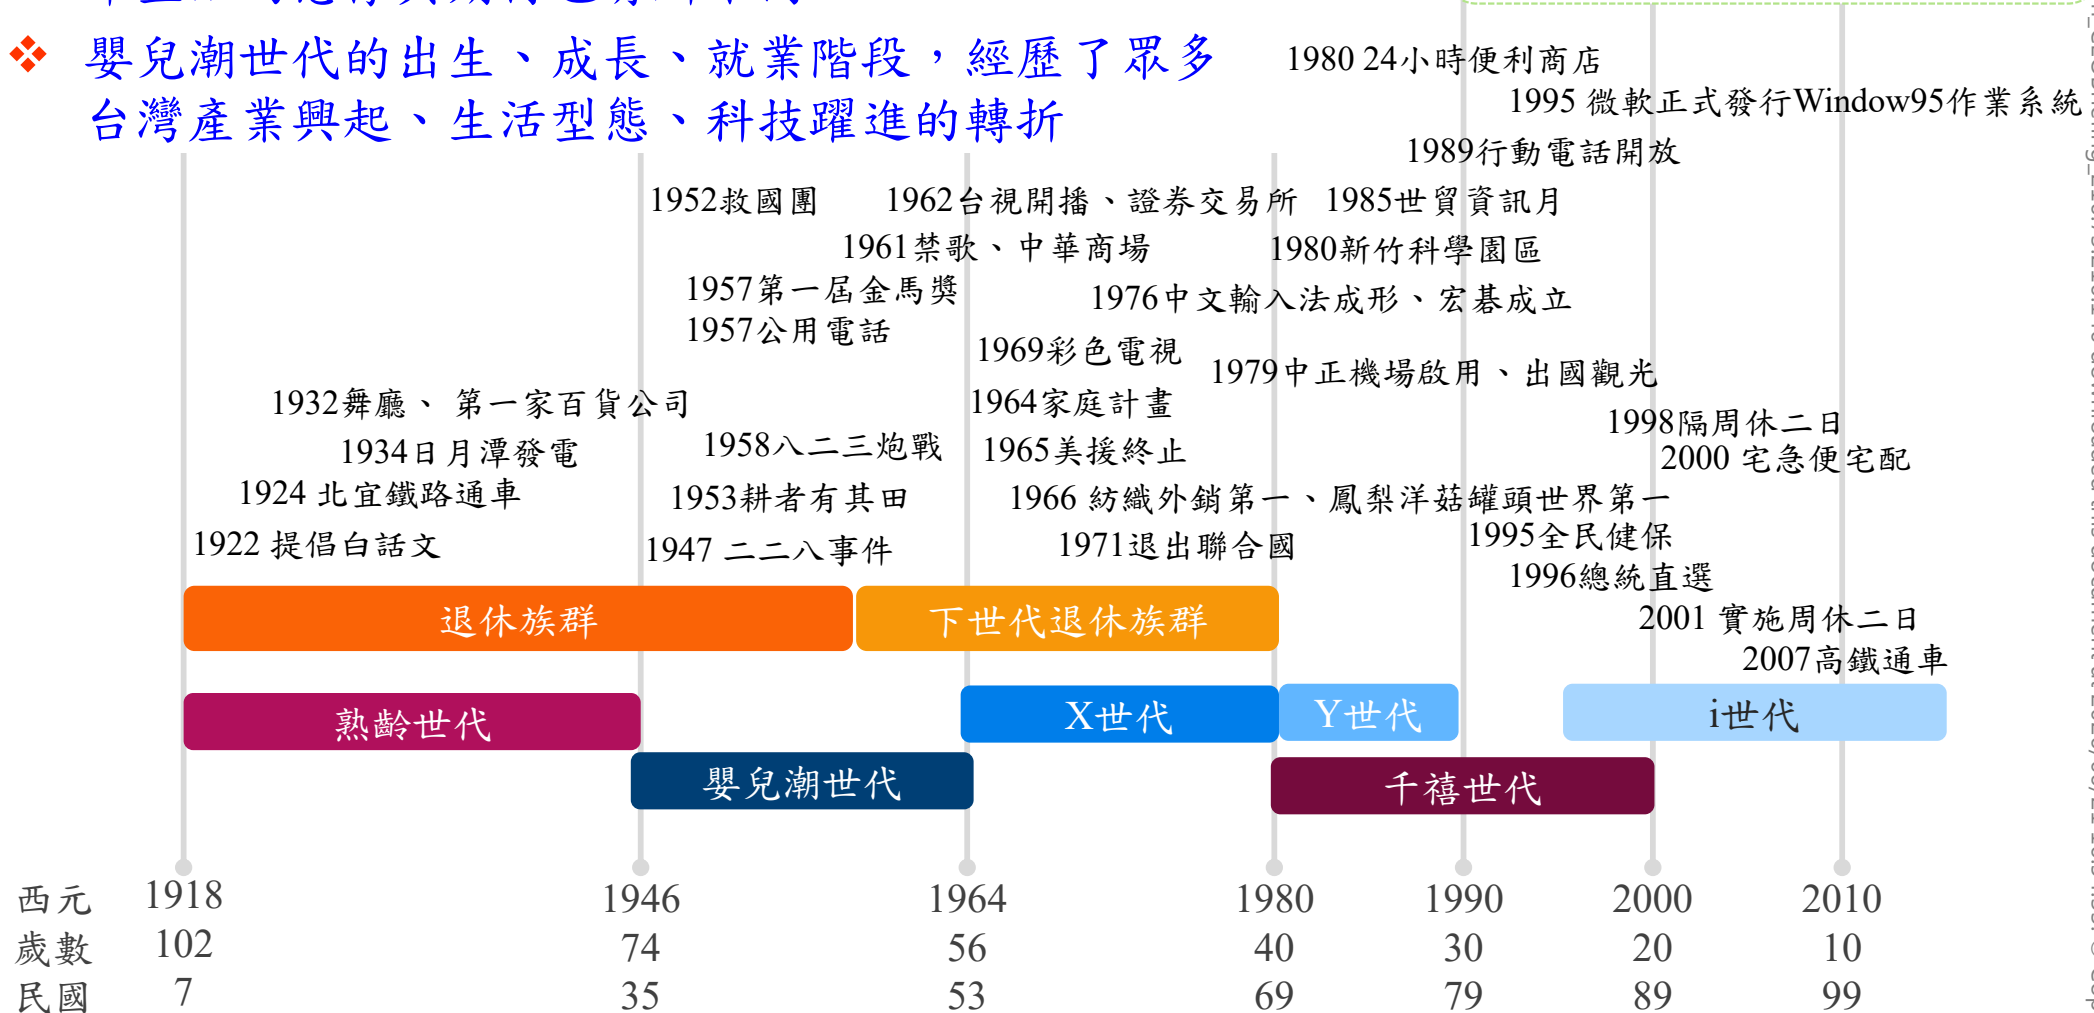 嬰兒潮世代的出生、成長、就業階段，經歷了眾多
台灣產業興起、生活型態、科技躍進的轉折
1980 24小時便利商店
1995 微軟正式發行Window95作業系統
1989行動電話開放
1952救國團
1962台視開播、證券交易所
1985世貿資訊月
1961禁歌、中華商場
1980新竹科學園區
1957第一屆金馬獎
1976中文輸入法成形、宏碁成立
1957公用電話
1969彩色電視
1979中正機場啟用、出國觀光
1932舞廳、 第一家百貨公司
1964家庭計畫
1998隔周休二日
1934日月潭發電
1958八二三炮戰
1965美援終止
2000 宅急便宅配
1924 北宜鐵路通車
1953耕者有其田
1966 紡織外銷第一、鳳梨洋菇罐頭世界第一
1922 提倡白話文
1947 二二八事件
1971退出聯合國
1995全民健保
1996總統直選
2001 實施周休二日
2007高鐵通車
退休族群
下世代退休族群
熟齡世代
X世代
Y世代
i世代
嬰兒潮世代
千禧世代
西元 1918 1946 1964 1980 1990 2000 2010
歲數 102 74 56 40 30 20 10
民國 7 35 53 69 79 89 99